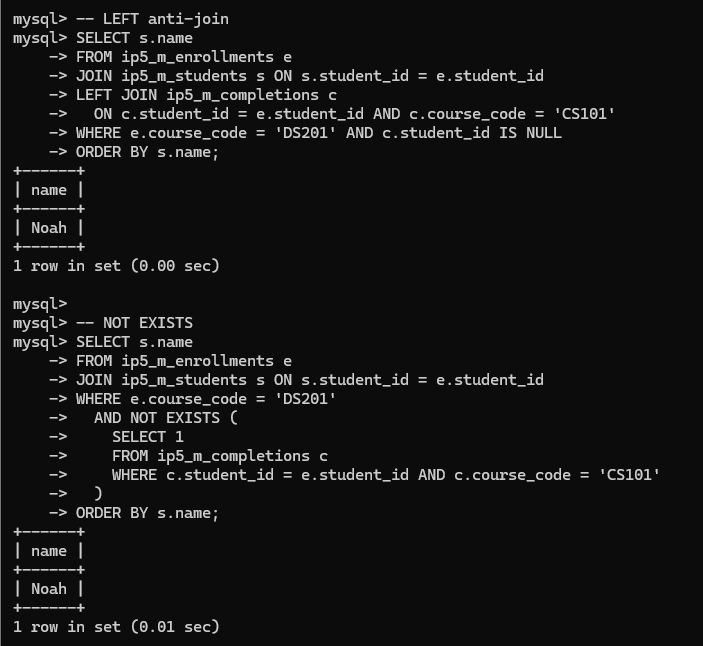 mysql> -- LEFT anti-join
mysql> SELECT s.name
    -> FROM ip5_m_enrollments e
    -> JOIN ip5_m_students s ON s.student_id = e.student_id
    -> LEFT JOIN ip5_m_completions c
    ->   ON c.student_id = e.student_id AND c.course_code = 'CS101'
    -> WHERE e.course_code = 'DS201' AND c.student_id IS NULL
    -> ORDER BY s.name;
+------+
| name |
+------+
| Noah |
+------+
1 row in set (0.00 sec)

mysql>
mysql> -- NOT EXISTS
mysql> SELECT s.name
    -> FROM ip5_m_enrollments e
    -> JOIN ip5_m_students s ON s.student_id = e.student_id
    -> WHERE e.course_code = 'DS201'
    ->   AND NOT EXISTS (
    ->     SELECT 1
    ->     FROM ip5_m_completions c
    ->     WHERE c.student_id = e.student_id AND c.course_code = 'CS101'
    ->   )
    -> ORDER BY s.name;
+------+
| name |
+------+
| Noah |
+------+
1 row in set (0.01 sec)